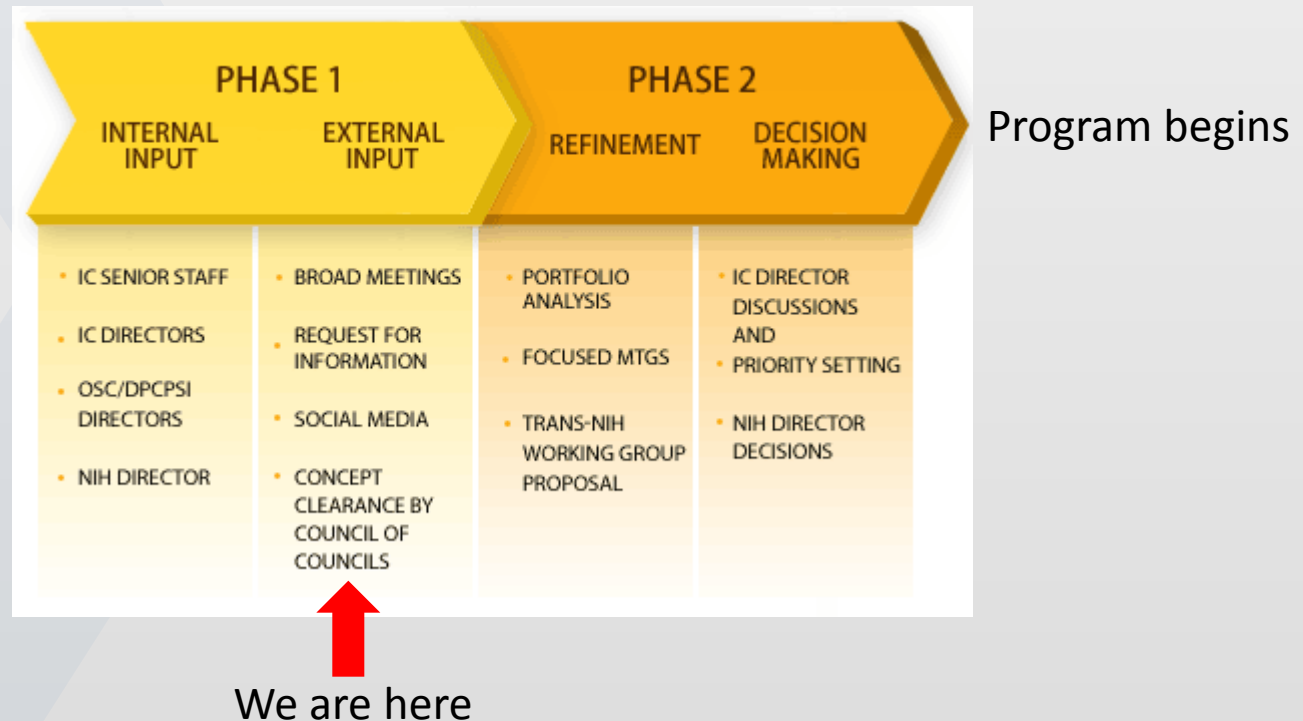 PHASE 1
INTERNAL
INPUT
EXTERNAL
INPUT
PHASE 2
REFINEMENT
DECISION
MAKING
Program begins
• IC SENIOR STAFF
• IC DIRECTORS
• OSC/DPCPSI
DIRECTORS
• NIH DIRECTOR
• BROAD MEETINGS
• REQUEST FOR
INFORMATION
• SOCIAL MEDIA
• CONCEPT
CLEARANCE BY
COUNCIL OF
COUNCILS
• PORTFOLIO
ANALYSIS
• FOCUSED MTGS
• TRANS-NIH
WORKING GROUP
PROPOSAL
• IC DIRECTOR
DISCUSSIONS
AND
• PRIORITY SETTING
• NIH DIRECTOR
DECISIONS
We are here